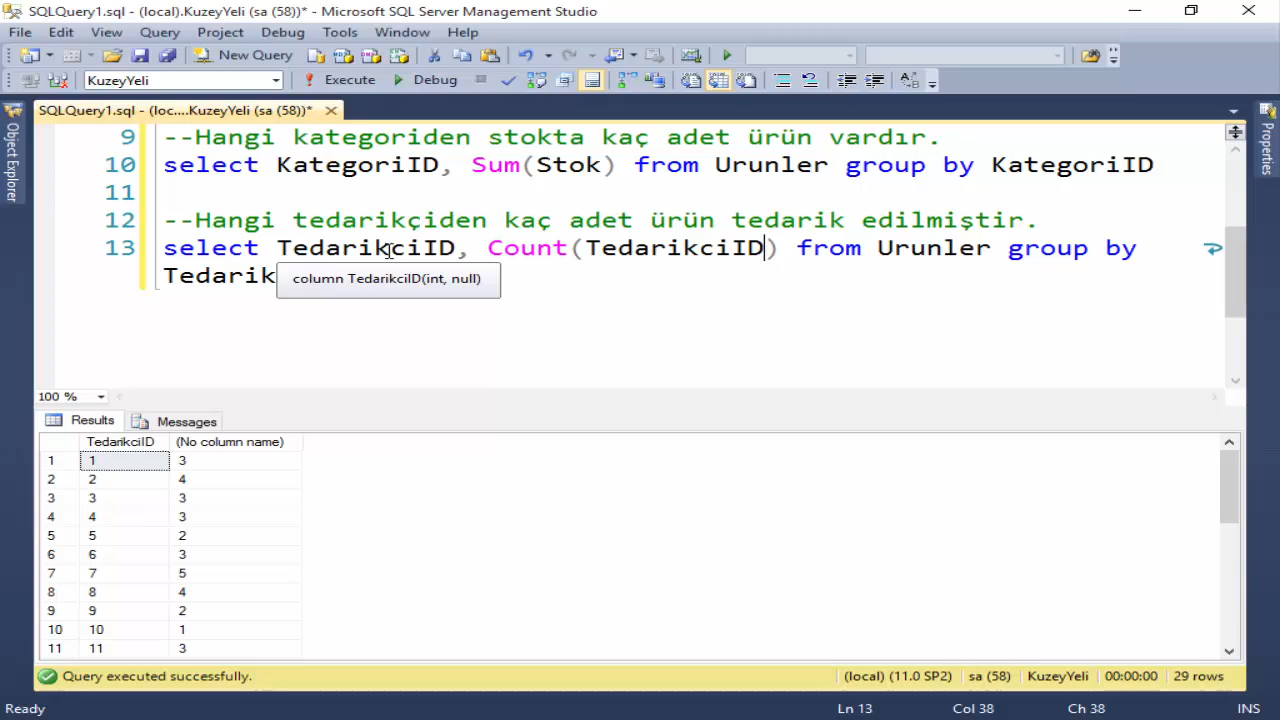 SQLQuery1.sql - (local).KuzeyYeli (sa (58))* - Microsoft SQL Server Management Studio
File Edit View Query Project Debug Tools Window Help
New Query
KuzeyYeli Execute Debug
SQLQuery1.sql - (loc....KuzeyYeli (sa (58))*
Object Explorer
Properties
9 --Hangi kategoriden stokta kaç adet ürün vardır.
10 select KategoriID, Sum(Stok) from Urunler group by KategoriID
11
12 --Hangi tedarikçiden kaç adet ürün tedarik edilmiştir.
13 select TedarikciID, Count(TedarikciID) from Urunler group by
Tedarik
column TedarikciID(int, null)
100 %
Results Messages
TedarikciID (No column name)
1 1 3
2 2 4
3 3 3
4 4 3
5 5 2
6 6 3
7 7 5
8 8 4
9 9 2
10 10 1
11 11 3
Query executed successfully. (local) (11.0 SP2) sa (58) KuzeyYeli 00:00:00 29 rows
Ready Ln 13 Col 38 Ch 38 INS